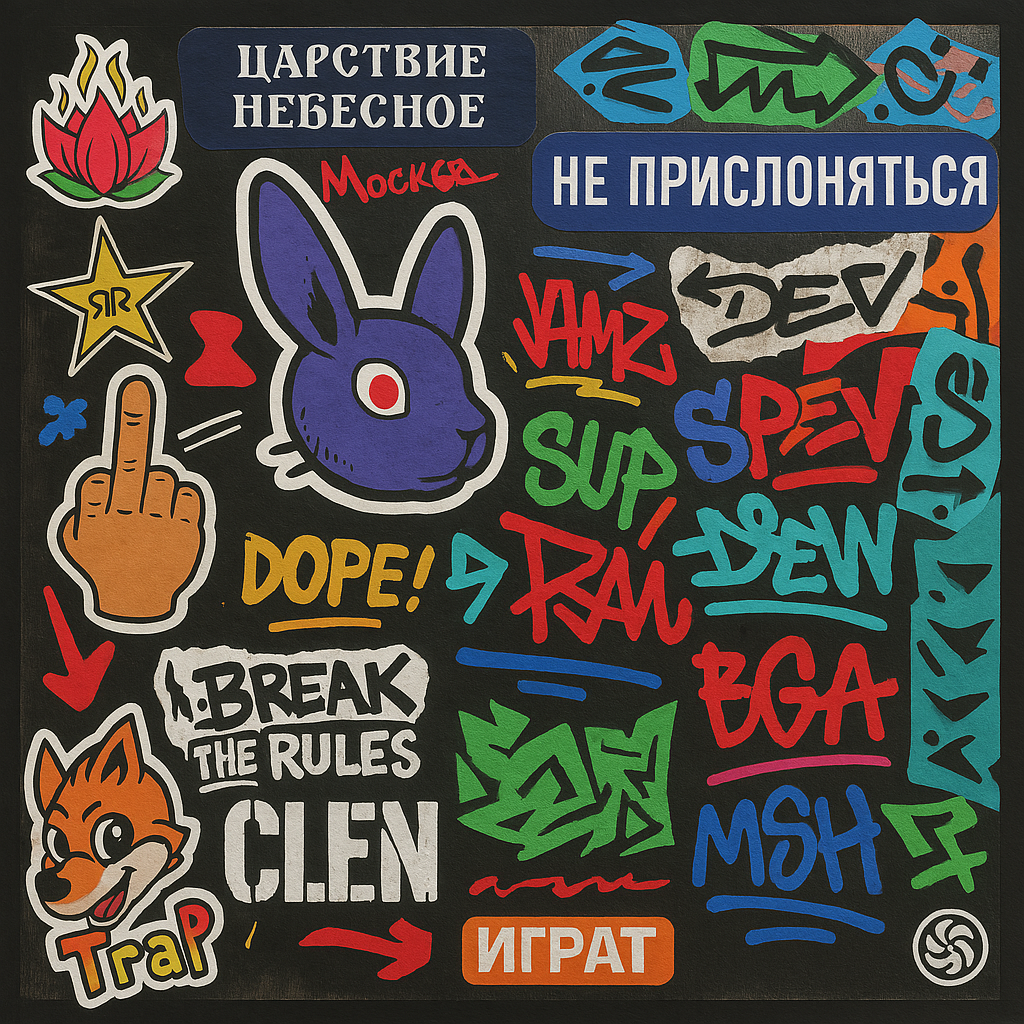 ЦАРСТВИЕ
НЕБЕСНОЕ
Москва
НЕ ПРИСЛОНЯТЬСЯ
ЯR
JAMZ
DEV
SPEV
SUP
DEW
DOPE!
BREAK
THE RULES
BGA
CLEN
MSH
Trap
ИГРАТ